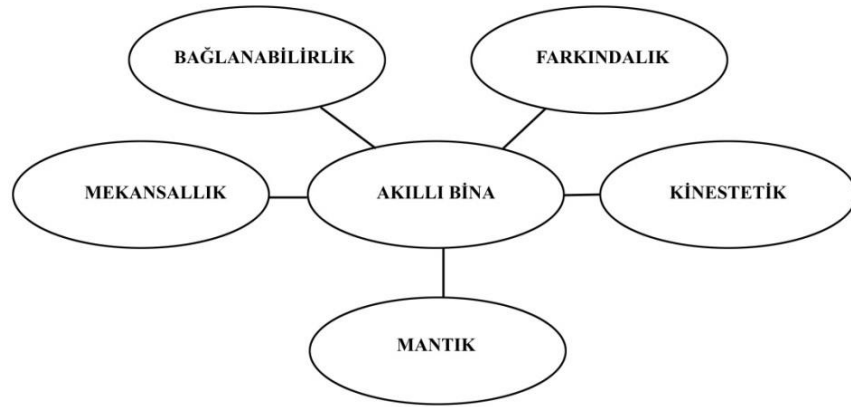 BAĞLANABİLİRLİK
FARKINDALIK
MEKANSALLIK
AKILLI BİNA
KİNESTETİK
MANTIK